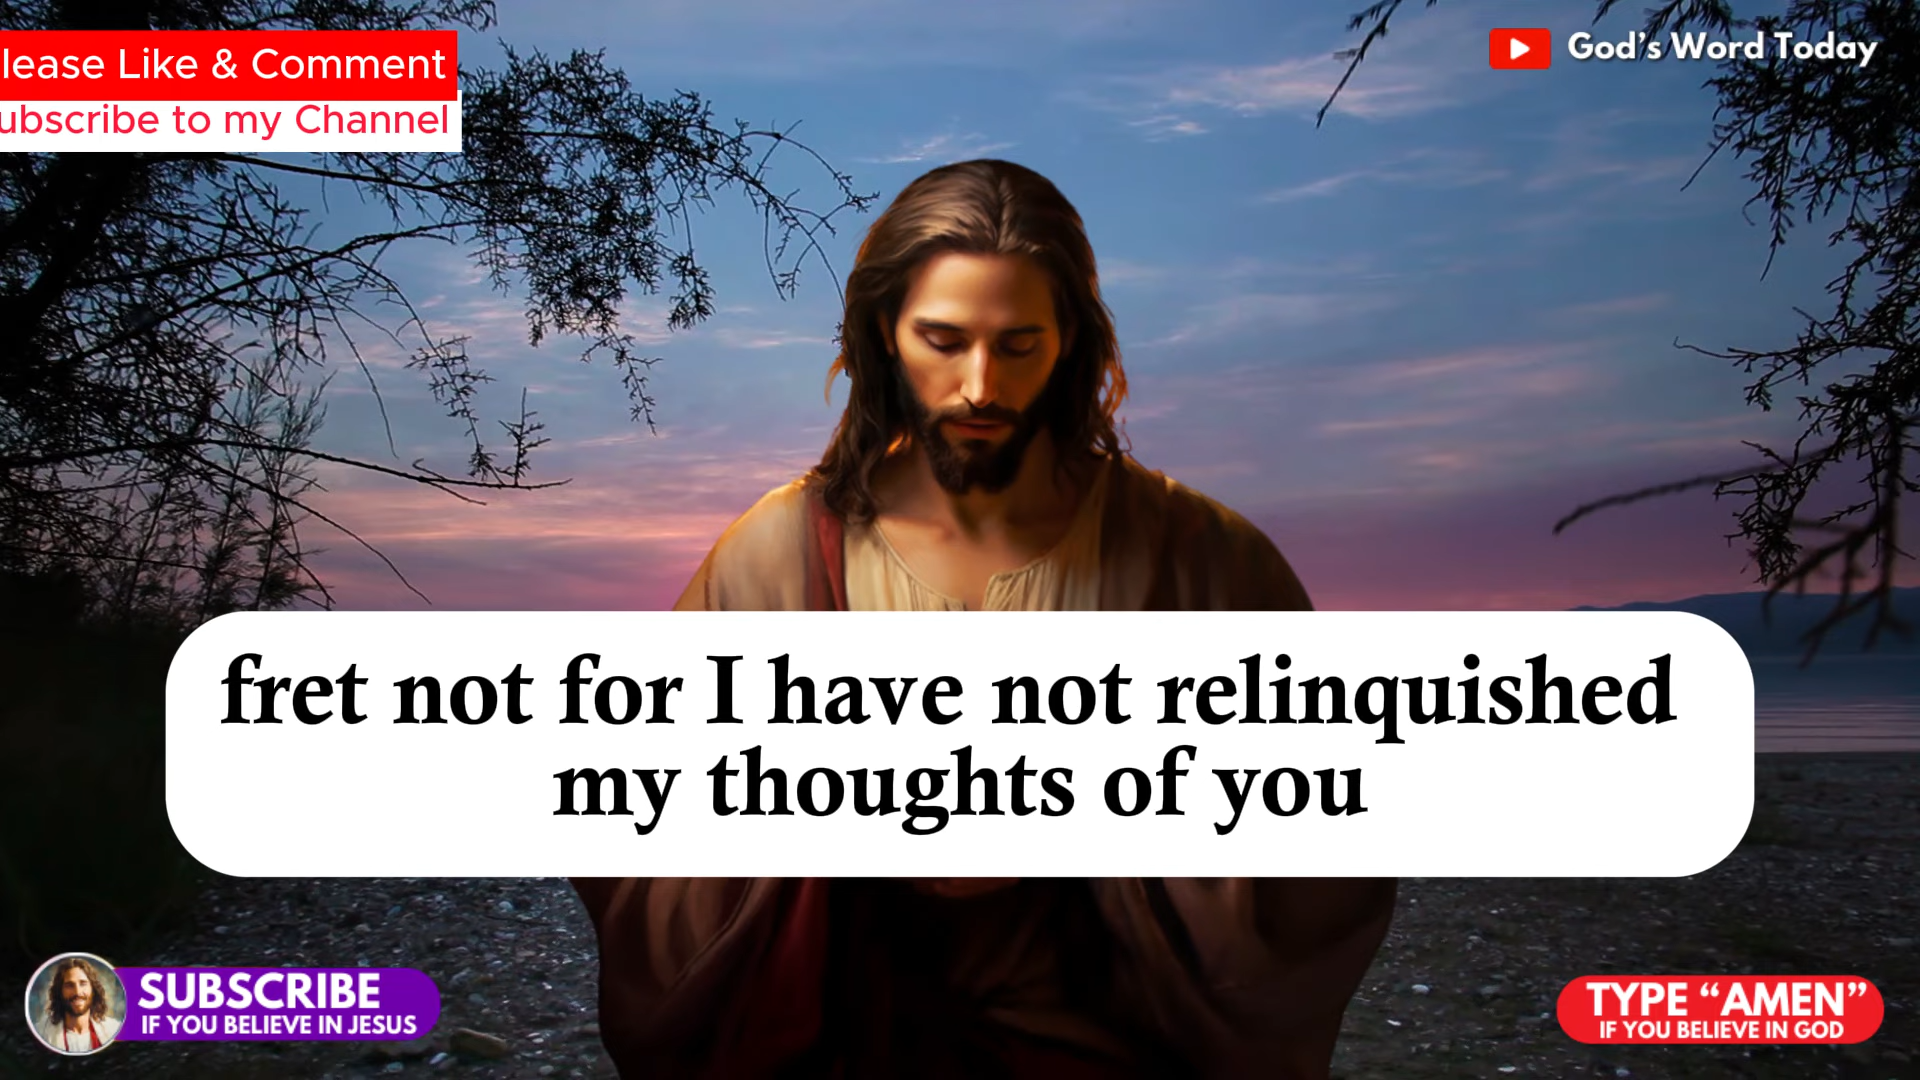 lease Like & Comment
ubscribe to my Channel
God's Word Today
fret not for I have not relinquished
my thoughts of you
SUBSCRIBE
IF YOU BELIEVE IN JESUS
TYPE “AMEN”
IF YOU BELIEVE IN GOD